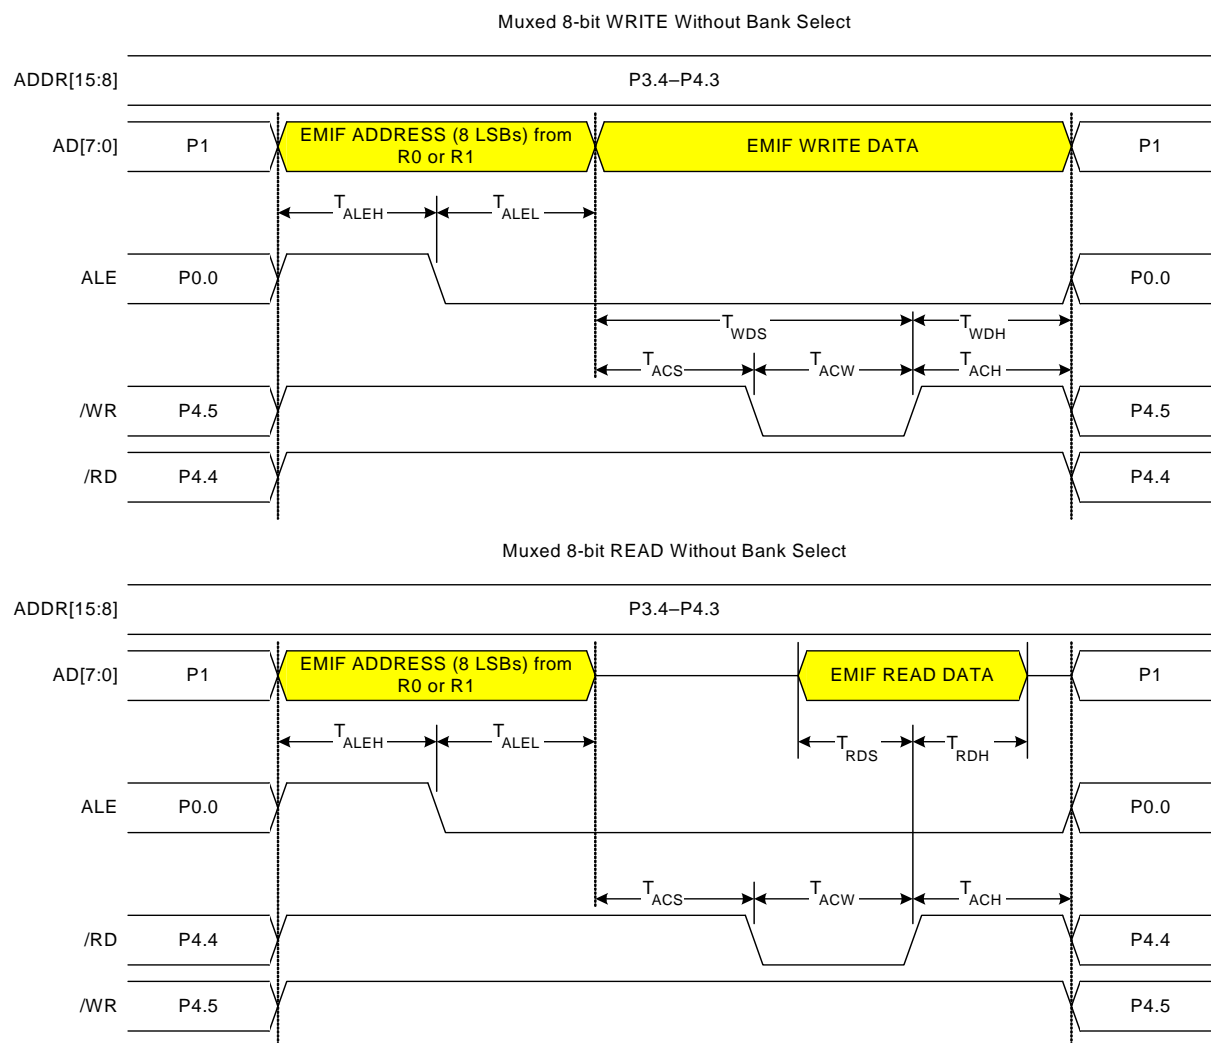 Muxed 8-bit WRITE Without Bank Select
ADDR[15:8] P3.4–P4.3
AD[7:0] P1 EMIF ADDRESS (8 LSBs) from R0 or R1 EMIF WRITE DATA P1
TALEH TALEL
ALE P0.0 P0.0
TWDS TWDH
TACS TACW TACH
/WR P4.5 P4.5
/RD P4.4 P4.4
Muxed 8-bit READ Without Bank Select
ADDR[15:8] P3.4–P4.3
AD[7:0] P1 EMIF ADDRESS (8 LSBs) from R0 or R1 EMIF READ DATA P1
TALEH TALEL TRDS TRDH
ALE P0.0 P0.0
TACS TACW TACH
/RD P4.4 P4.4
/WR P4.5 P4.5